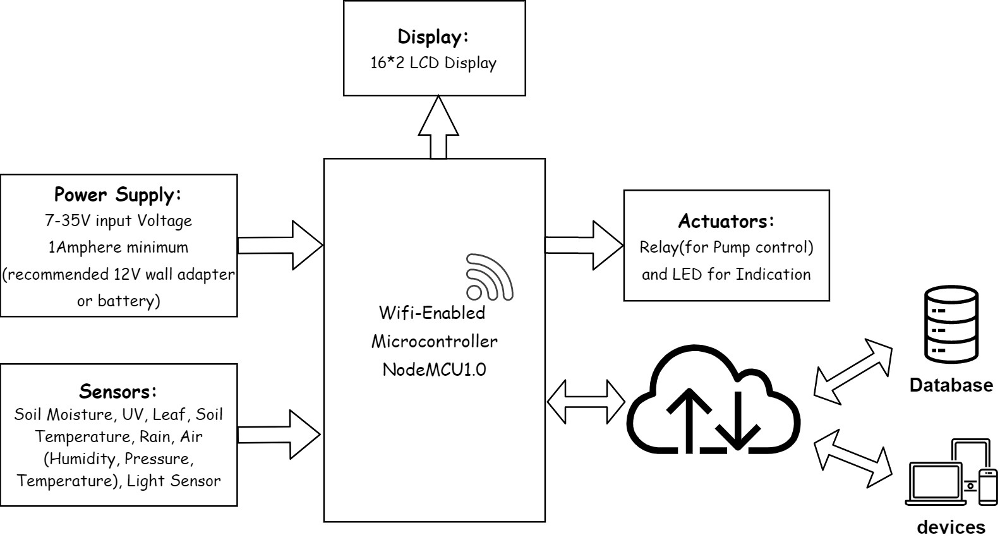 Display:
16*2 LCD Display
Power Supply:
7-35V input Voltage
1Amphere minimum
(recommended 12V wall adapter
or battery)
Sensors:
Soil Moisture, UV, Leaf, Soil
Temperature, Rain, Air
(Humidity, Pressure,
Temperature), Light Sensor
Wifi-Enabled
Microcontroller
NodeMCU1.0
Actuators:
Relay(for Pump control)
and LED for Indication
Database
devices